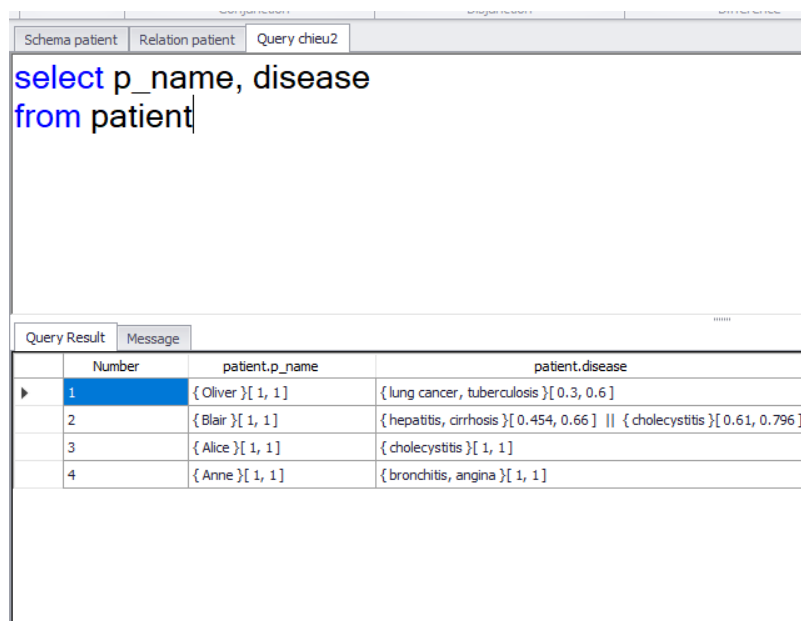 Schema patient Relation patient Query chieu2
select p_name, disease
from patient
Query Result Message
Number patient.p_name patient.disease
1 { Oliver }[ 1, 1 ] { lung cancer, tuberculosis }[ 0.3, 0.6 ]
2 { Blair }[ 1, 1 ] { hepatitis, cirrhosis }[ 0.454, 0.66 ] || { cholecystitis }[ 0.61, 0.796 ]
3 { Alice }[ 1, 1 ] { cholecystitis }[ 1, 1 ]
4 { Anne }[ 1, 1 ] { bronchitis, angina }[ 1, 1 ]